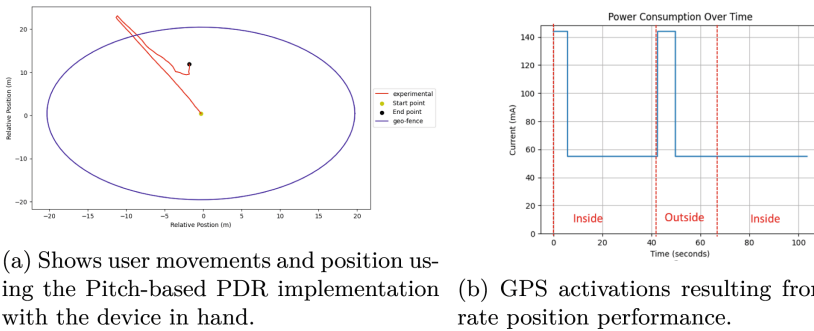 20
10
0
−10
−20
Relative Position (m)
−20 −15 −10 −5 0 5 10 15 20
Relative Position (m)
experimental
Start point
End point
geo-fence
Power Consumption Over Time
140
120
100
80
60
40
20
0
Current (mA)
Inside Outside Inside
0 20 40 60 80 100
Time (seconds)
(a) Shows user movements and position us-
ing the Pitch-based PDR implementation
with the device in hand.
(b) GPS activations resulting from
rate position performance.